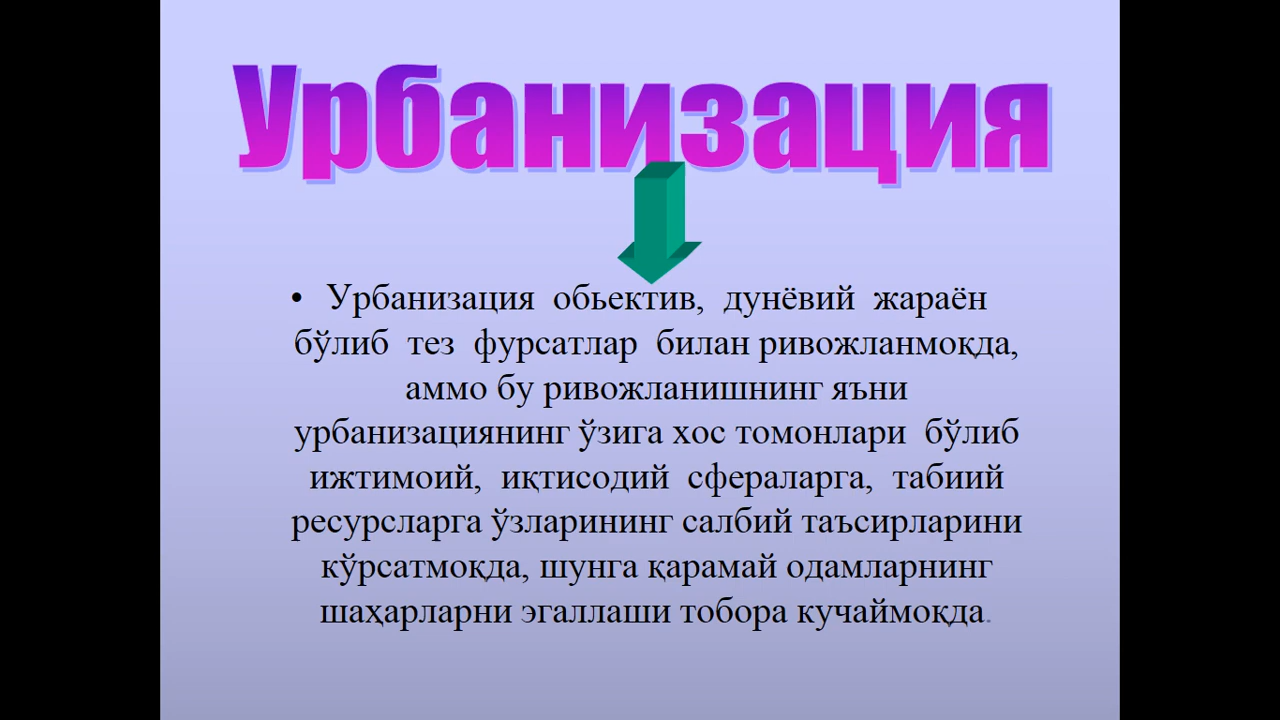 Урбанизация
• Урбанизация обьектив, дунёвий жараён
бўлиб тез фурсатлар билан ривожланмоқда,
аммо бу ривожланишнинг яъни
урбанизациянинг ўзига хос томонлари бўлиб
ижтимоий, иқтисодий сфераларга, табиий
ресурсларга ўзларининг салбий таъсирларини
кўрсатмоқда, шунга қарамай одамларнинг
шаҳарларни эгаллаши тобора кучаймоқда.